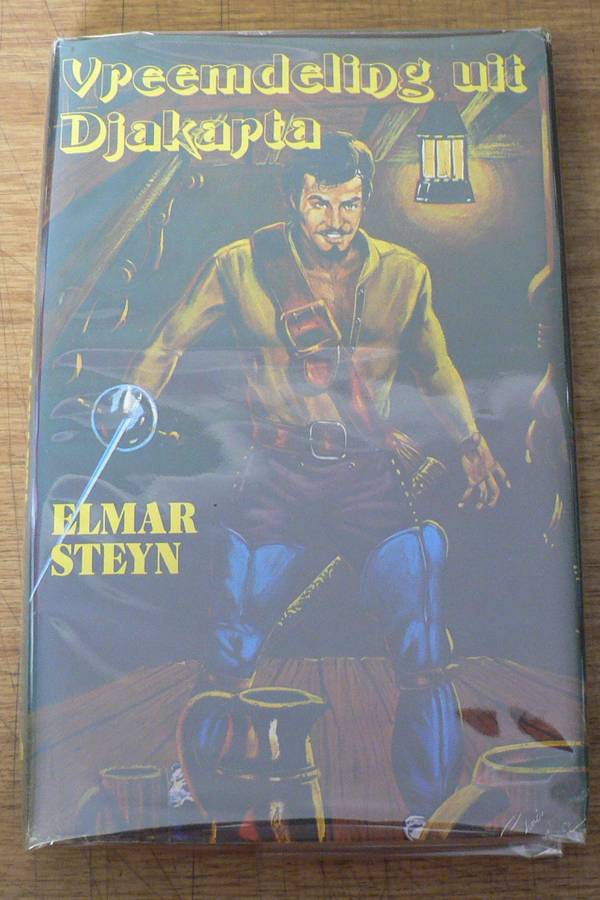 Vreemdeling uit
Djakarta
ELMAR
STEYN